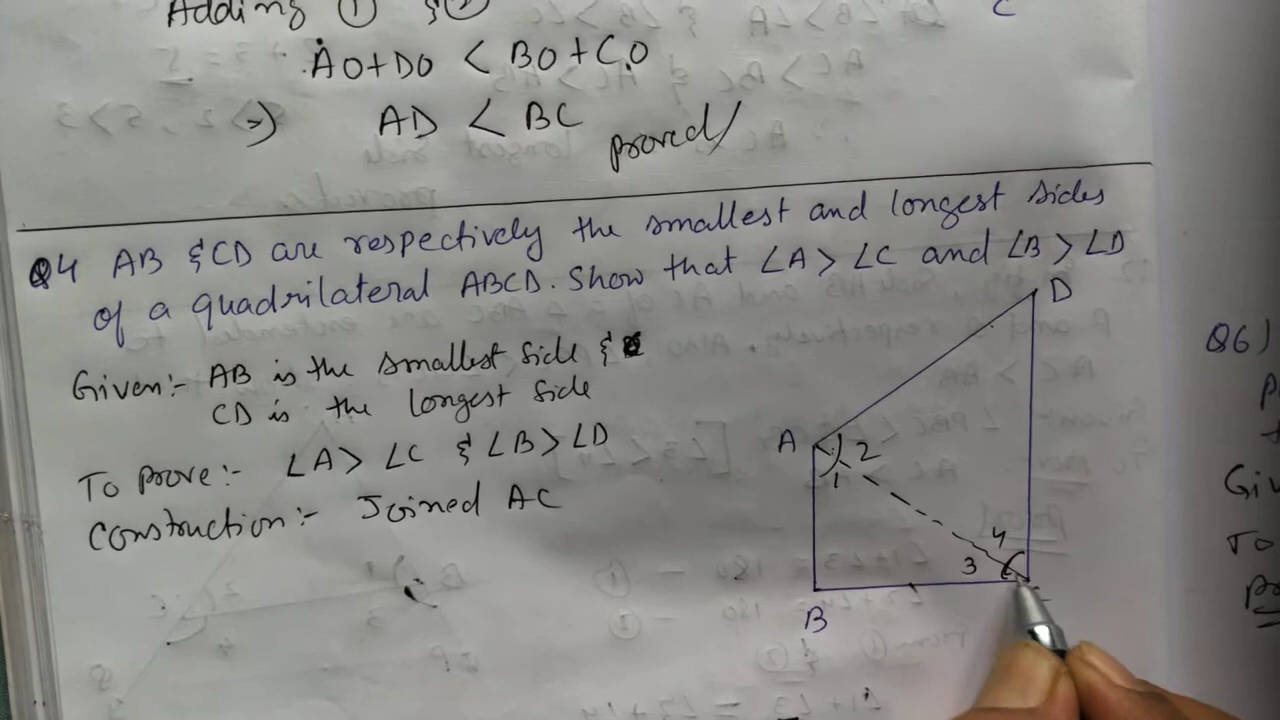 Adding ① & ②
AO+DO < BO+CO
=> AD < BC
proved/
Q4 AB & CD are respectively the smallest and longest sides
of a quadrilateral ABCD. Show that ∠A > ∠C and ∠B > ∠D
Given:- AB is the smallest side &
CD is the longest side
To prove:- ∠A > ∠C & ∠B > ∠D
Construction:- Joined AC
C
D
A
2
1
4
3
B
Q6)
To